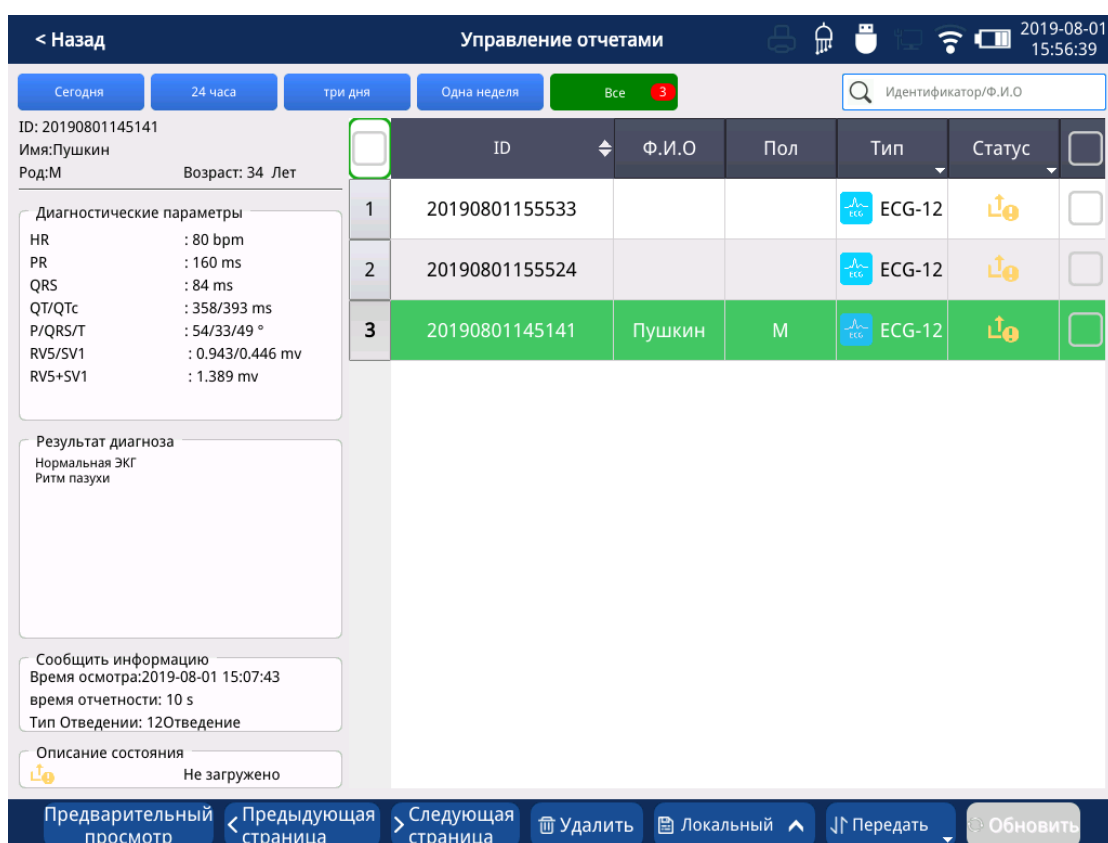 < Назад
Управление отчетами
2019-08-01
15:56:39
Сегодня
24 часа
три дня
Одна неделя
Все 3
Идентификатор/Ф.И.О
ID: 20190801145141
Имя:Пушкин
Род:М Возраст: 34 Лет
Диагностические параметры
HR : 80 bpm
PR : 160 ms
QRS : 84 ms
QT/QTc : 358/393 ms
P/QRS/T : 54/33/49 °
RV5/SV1 : 0.943/0.446 mv
RV5+SV1 : 1.389 mv
Результат диагноза
Нормальная ЭКГ
Ритм пазухи
Сообщить информацию
Время осмотра:2019-08-01 15:07:43
время отчетности: 10 s
Тип Отведении: 12Отведение
Описание состояния
Не загружено
ID Ф.И.О Пол Тип Статус
1 20190801155533 ECG ECG-12
2 20190801155524 ECG ECG-12
3 20190801145141 Пушкин М ECG ECG-12
Предварительный
просмотр
Предыдующая
страница
Следующая
страница
Удалить
Локальный
Передать
Обновить